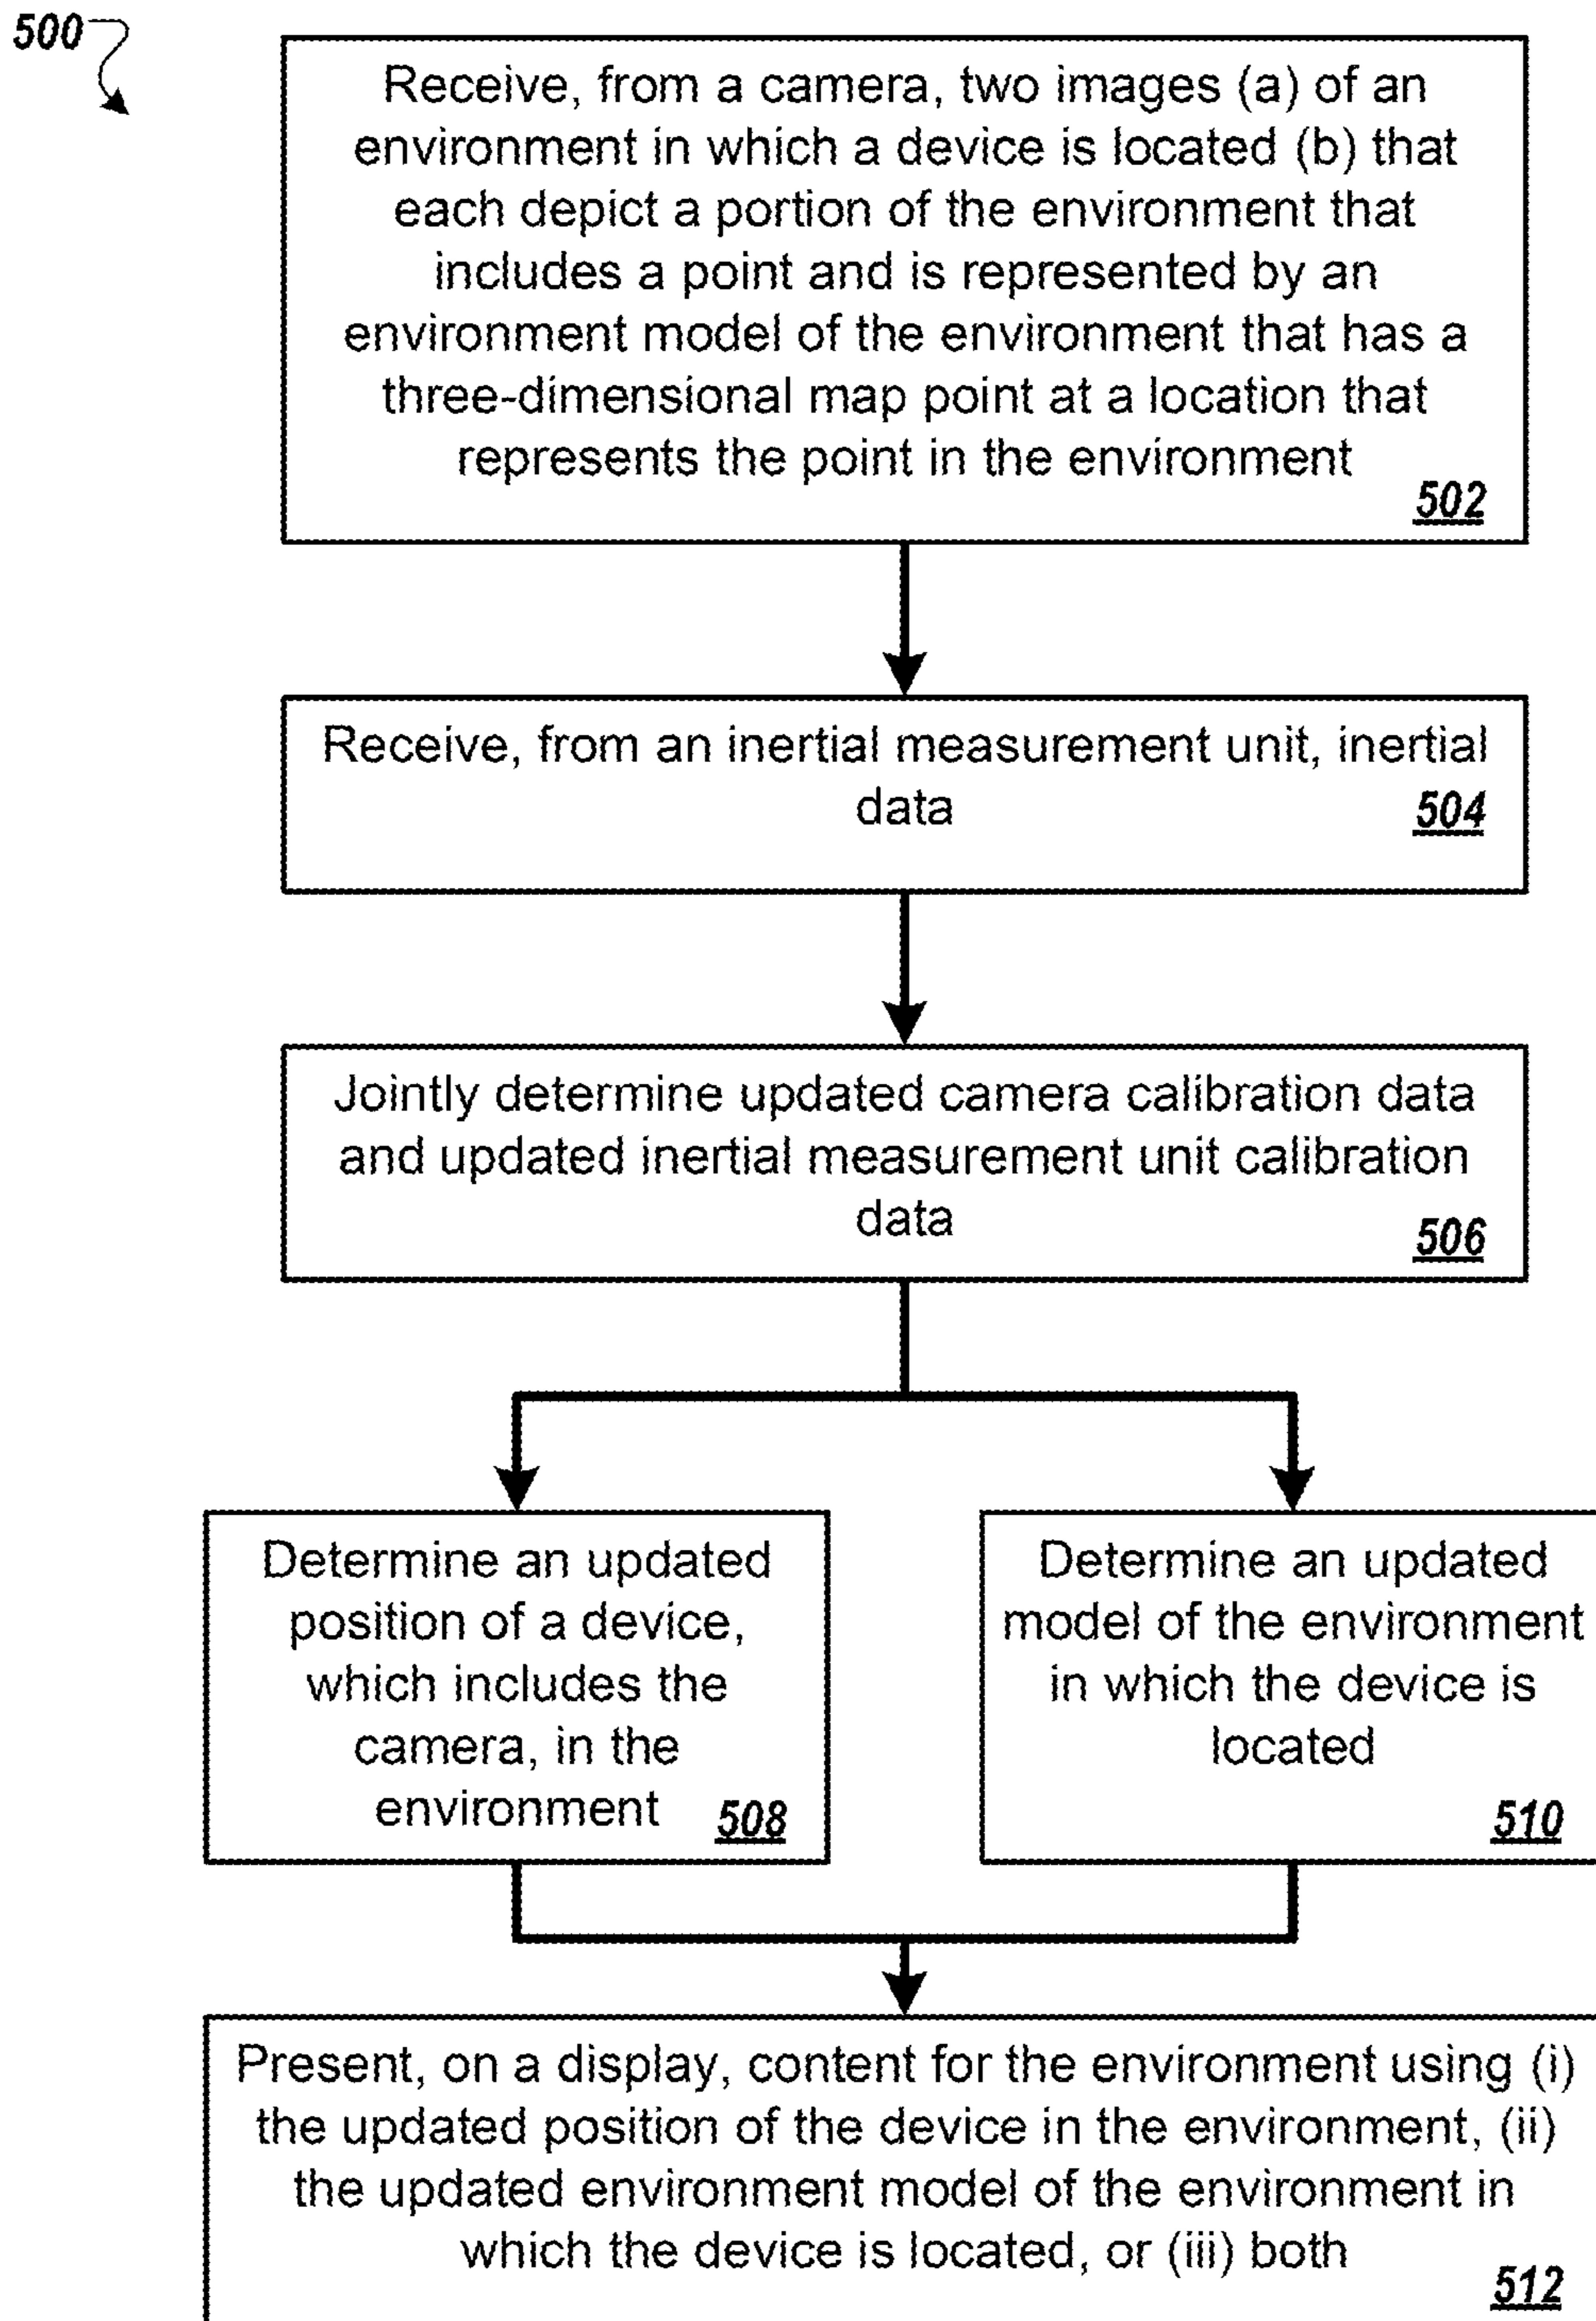 500
Receive, from a camera, two images (a) of an
environment in which a device is located (b) that
each depict a portion of the environment that
includes a point and is represented by an
environment model of the environment that has a
three-dimensional map point at a location that
represents the point in the environment
502
Receive, from an inertial measurement unit, inertial
data
504
Jointly determine updated camera calibration data
and updated inertial measurement unit calibration
data
506
Determine an updated
position of a device,
which includes the
camera, in the
environment
508
Determine an updated
model of the environment
in which the device is
located
510
Present, on a display, content for the environment using (i)
the updated position of the device in the environment, (ii)
the updated environment model of the environment in
which the device is located, or (iii) both
512